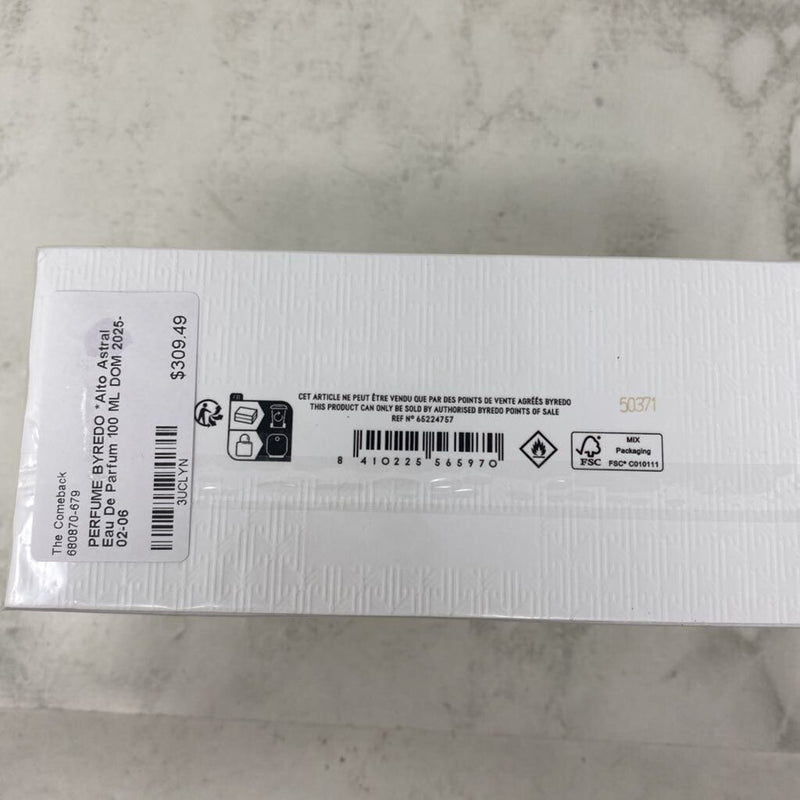 The Comeback
680870-679
PERFUME BYREDO *Alto Astral
Eau De Parfum 100 ML DOM 2025-
02-06
3UCLYN
$309.49
FR
CET ARTICLE NE PEUT ÊTRE VENDU QUE PAR DES POINTS DE VENTE AGRÉÉS BYREDO
THIS PRODUCT CAN ONLY BE SOLD BY AUTHORISED BYREDO POINTS OF SALE
REF Nº 65224757
8 410225 565970
50371
FSC
MIX
Packaging
FSC® C010111